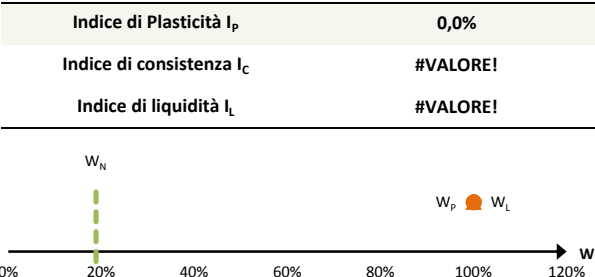 Indice di Plasticità IP 0,0%
Indice di consistenza IC #VALORE!
Indice di liquidità IL #VALORE!
WN
WP WL
W
0% 20% 40% 60% 80% 100% 120%